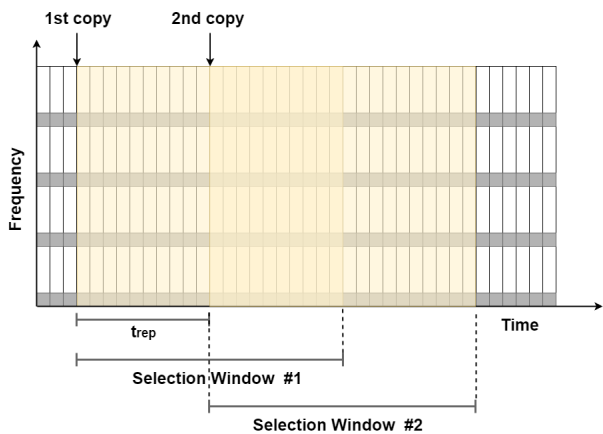 1st copy
2nd copy
Frequency
Time
trep
Selection Window #1
Selection Window #2